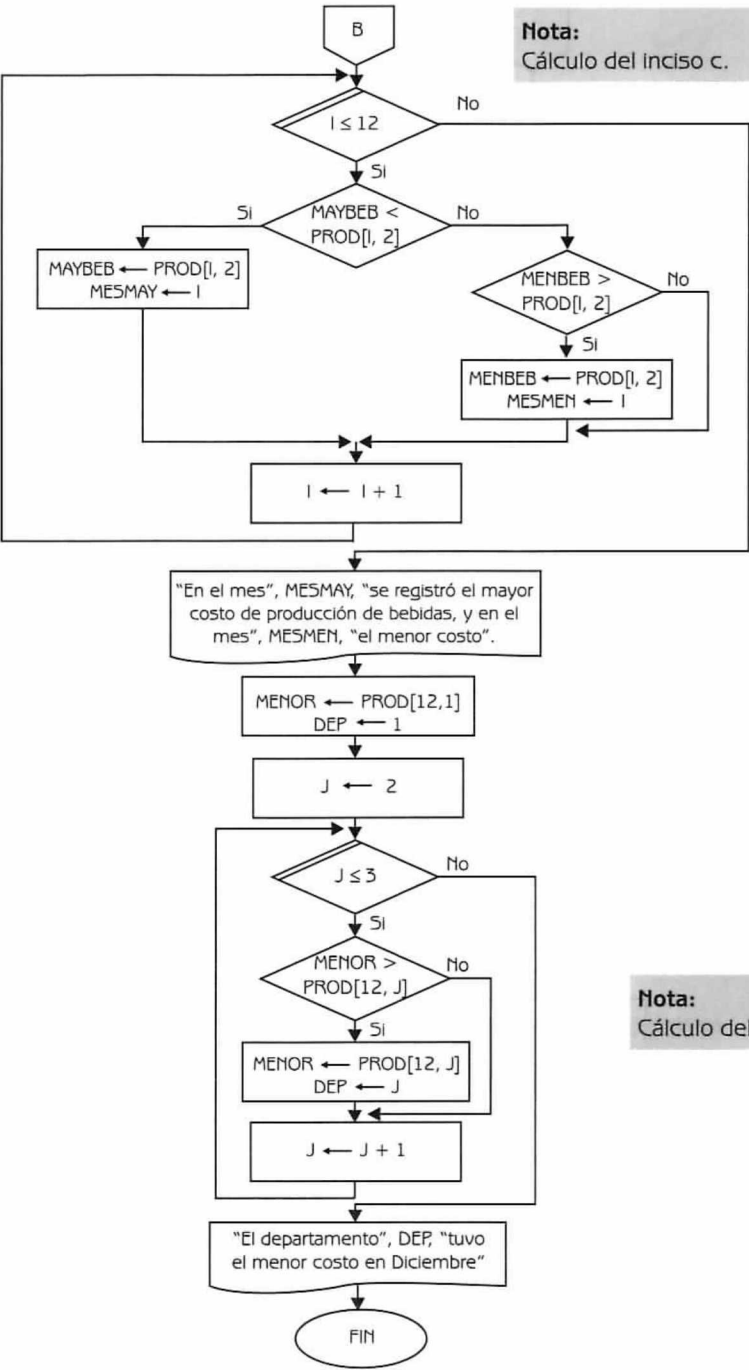 B
Nota:
Cálculo del inciso c.
I ≤ 12
No
Si
MAYBEB <
PROD[I, 2]
Si
No
MAYBEB ← PROD[I, 2]
MESMAY ← I
MENBEB >
PROD[I, 2]
No
Si
MENBEB ← PROD[I, 2]
MESMEN ← I
I ← I + 1
"En el mes", MESMAY, "se registró el mayor
costo de producción de bebidas, y en el
mes", MESMEN, "el menor costo".
MENOR ← PROD[12,1]
DEP ← 1
J ← 2
J ≤ 3
No
Si
MENOR >
PROD[12, J]
No
Si
Nota:
Cálculo del
MENOR ← PROD[12, J]
DEP ← J
J ← J + 1
"El departamento", DEP, "tuvo
el menor costo en Diciembre"
FIN